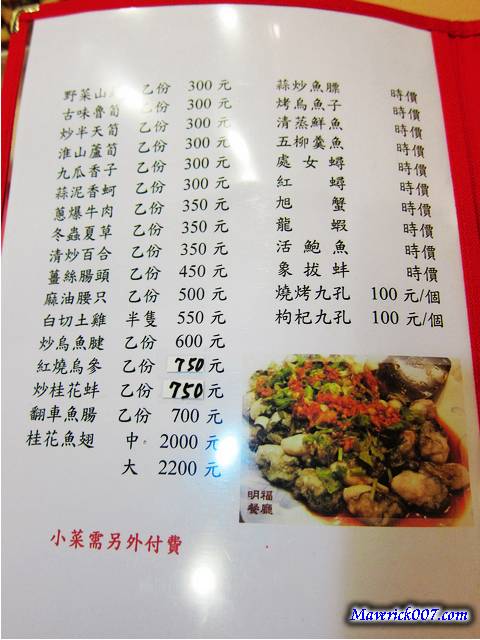 野菜山 乙份 300 元
古味魯筍 乙份 300 元
炒半天筍 乙份 300 元
淮山蘆筍 乙份 300 元
九瓜香子 乙份 300 元
蒜泥香蚵 乙份 300 元
蔥爆牛肉 乙份 350 元
冬蟲夏草 乙份 350 元
清炒百合 乙份 350 元
薑絲腸頭 乙份 450 元
麻油腰只 乙份 500 元
白切土雞 半隻 550 元
炒烏魚腱 乙份 600 元
紅燒烏參 乙份 750 元
炒桂花蚌 乙份 750 元
翻車魚腸 乙份 700 元
桂花魚翅 中 2000 元
大 2200 元
小菜需另外付費
蒜炒魚膘 時價
烤烏魚子 時價
清蒸鮮魚 時價
五柳羹魚 時價
處女蟳 時價
紅蟳 時價
旭蟹 時價
龍蝦 時價
活鮑魚 時價
象拔蚌 時價
燒烤九孔 100 元/個
枸杞九孔 100 元/個
明福
餐廳
Maverick007.com